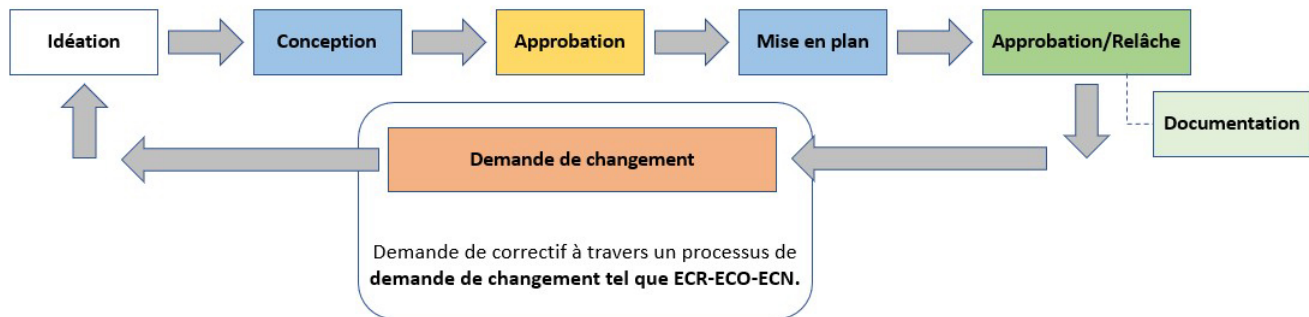 Idéation
Conception
Approbation
Mise en plan
Approbation/Relâche
Documentation
Demande de changement
Demande de correctif à travers un processus de
demande de changement tel que ECR-ECO-ECN.